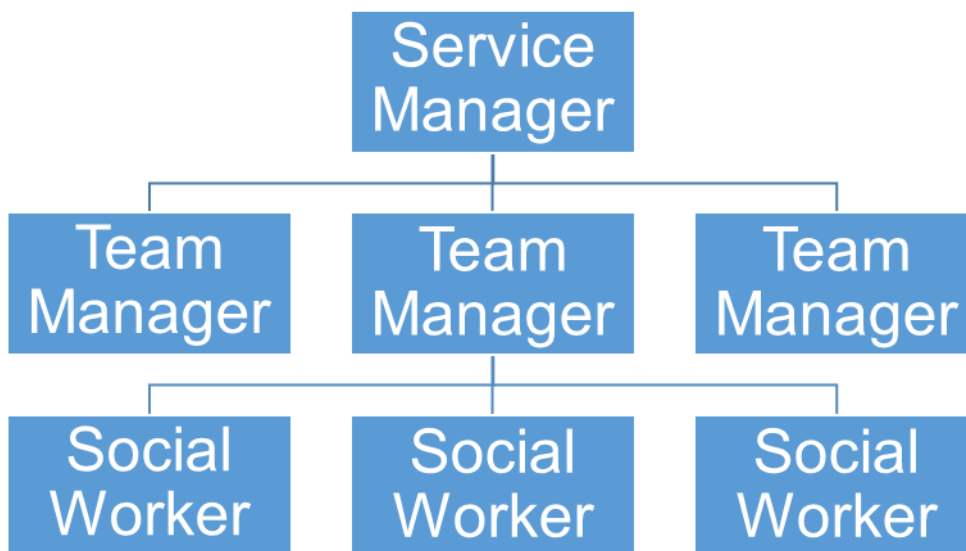 Service
Manager
Team
Manager
Team
Manager
Team
Manager
Social
Worker
Social
Worker
Social
Worker